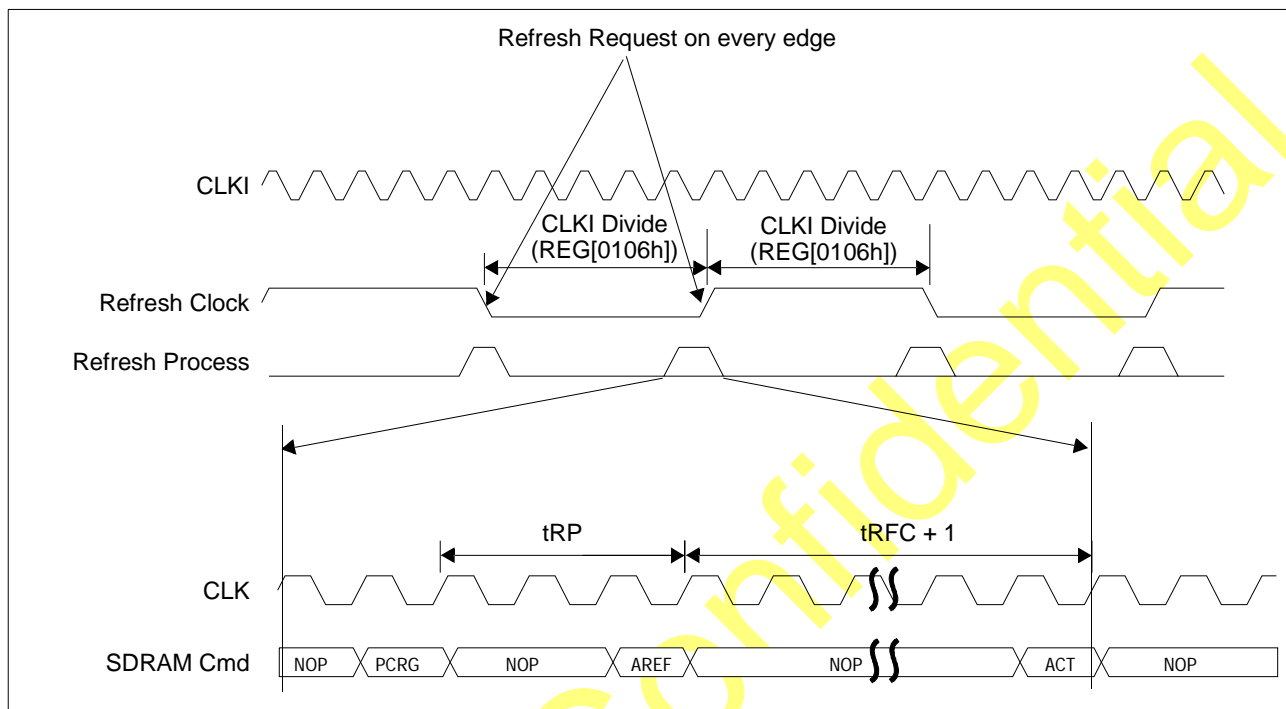 Refresh Request on every edge
CLKI
CLKI Divide
(REG[0106h])
CLKI Divide
(REG[0106h])
Refresh Clock
Refresh Process
tRP
tRFC + 1
CLK
SDRAM Cmd
NOP
PCRG
NOP
AREF
NOP
ACT
NOP
Confidential